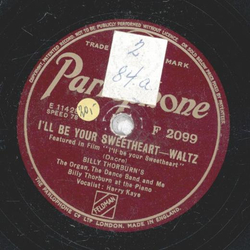 TRADE MARK
2
84a
Parlophone
F 2099
SPEED 78
I'LL BE YOUR SWEETHEART—WALTZ
Featured in Film "I'll be your Sweetheart"
(Dacre)
BILLY THORBURN'S
The Organ, The Dance Band and Me
Billy Thorburn at the Piano
Vocalist: Harry Kaye
FELDMAN
THE PARLOPHONE CO LTD LONDON. MADE IN ENGLAND.